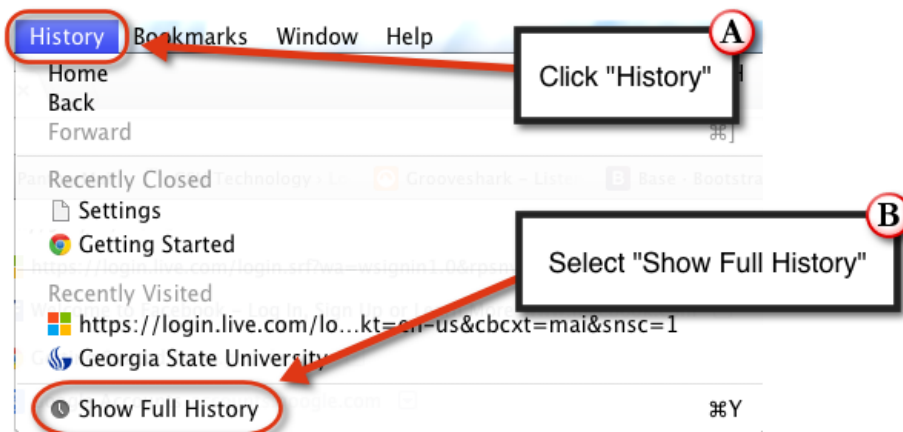 History Bookmarks Window Help
A
Click "History"
Home
Back
Forward ⌘]
Recently Closed
Settings
Getting Started
B
Select "Show Full History"
Recently Visited
https://login.live.com/lo...kt=en-us&cbcxt=mai&snsc=1
Georgia State University
Show Full History ⌘Y